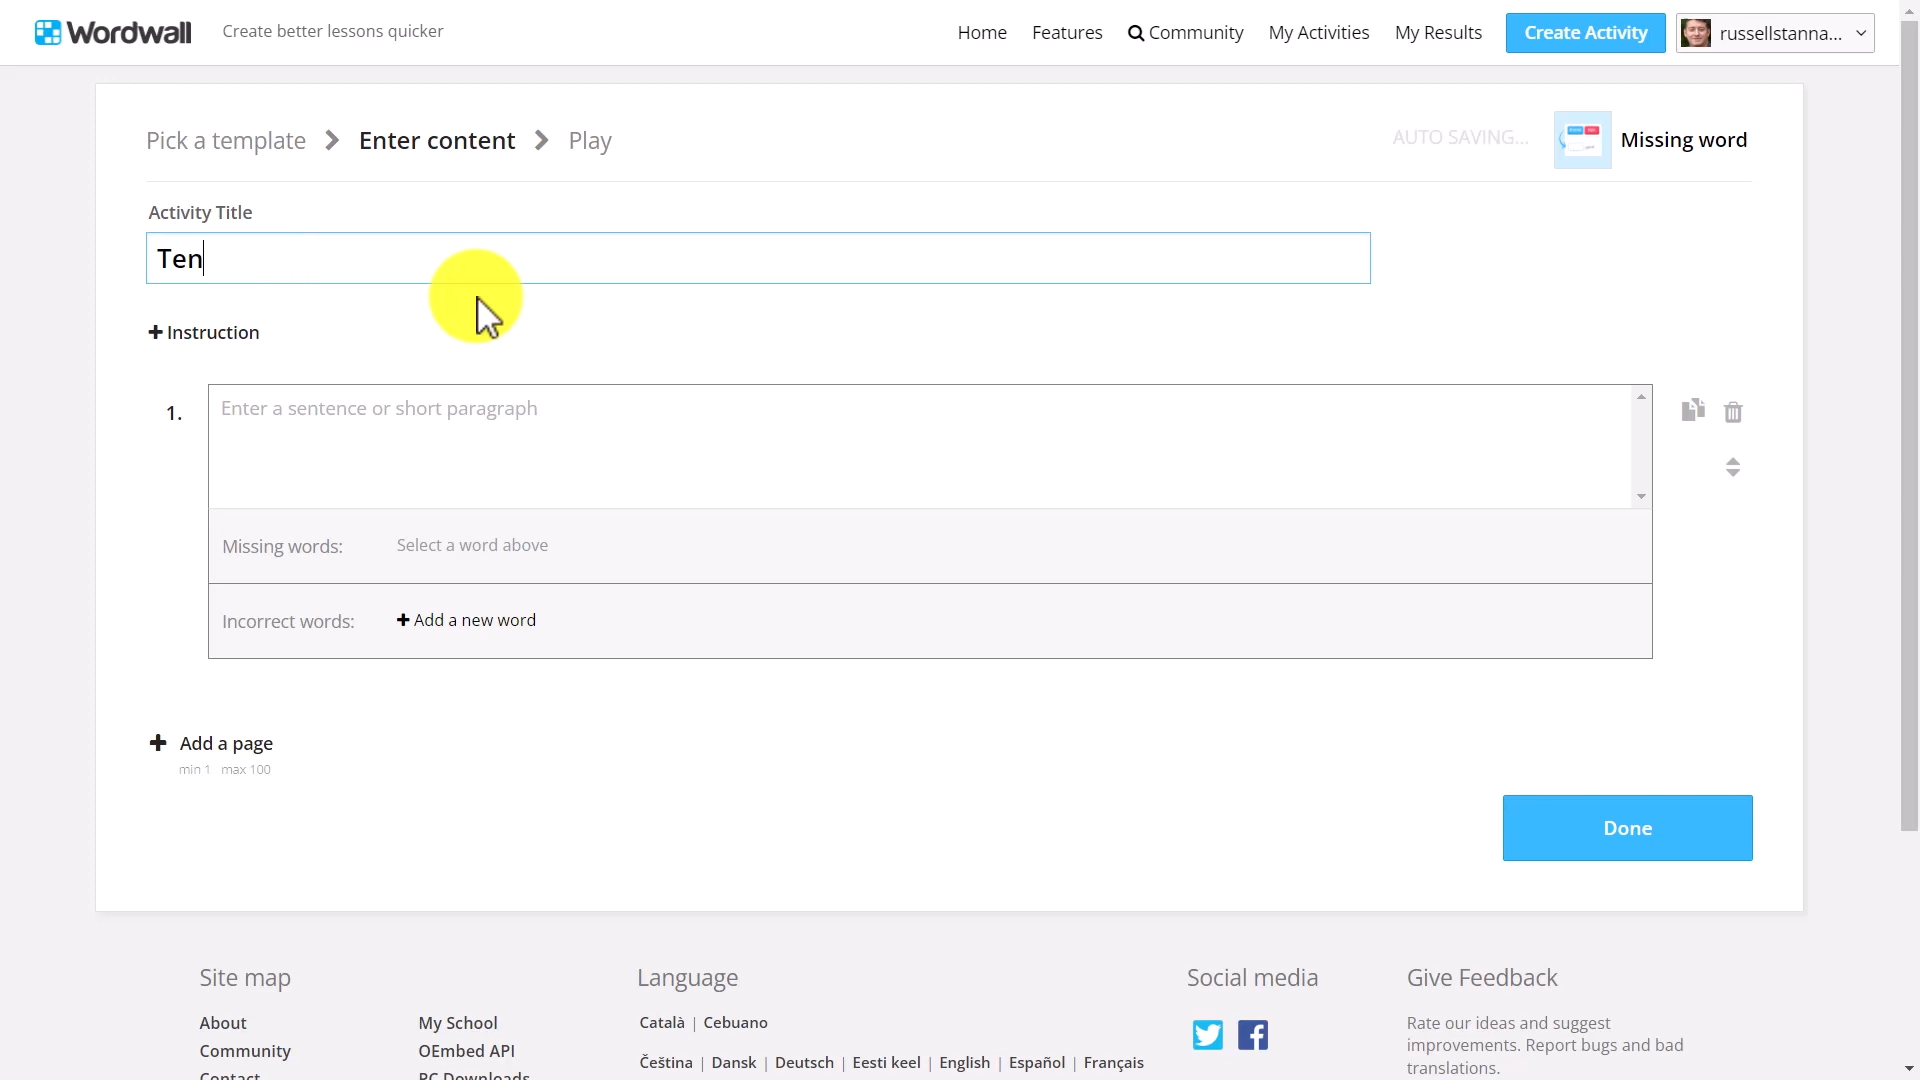 Wordwall
Create better lessons quicker
Home
Features
Community
My Activities
My Results
Create Activity
russellstanna...
Pick a template
Enter content
Play
AUTO SAVING...
Missing word
Activity Title
Ten
Instruction
1.
Enter a sentence or short paragraph
Missing words:
Select a word above
Incorrect words:
Add a new word
Add a page
min 1 max 100
Done
Site map
About
Community
Contact
My School
OEmbed API
PC Downloads
Language
Català | Cebuano
Čeština | Dansk | Deutsch | Eesti keel | English | Español | Français
Social media
Give Feedback
Rate our ideas and suggest
improvements. Report bugs and bad
translations.